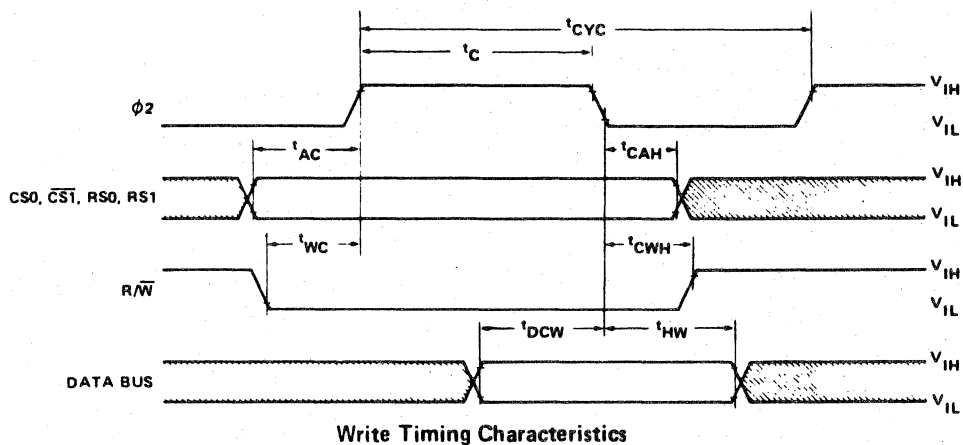 tCYC
tC
φ2
VIH
VIL
tAC
tCAH
CS0, C̅S̅1̅, RS0, RS1
VIH
VIL
tWC
tCWH
R/W̅
VIH
VIL
tDCW
tHW
DATA BUS
VIH
VIL
Write Timing Characteristics